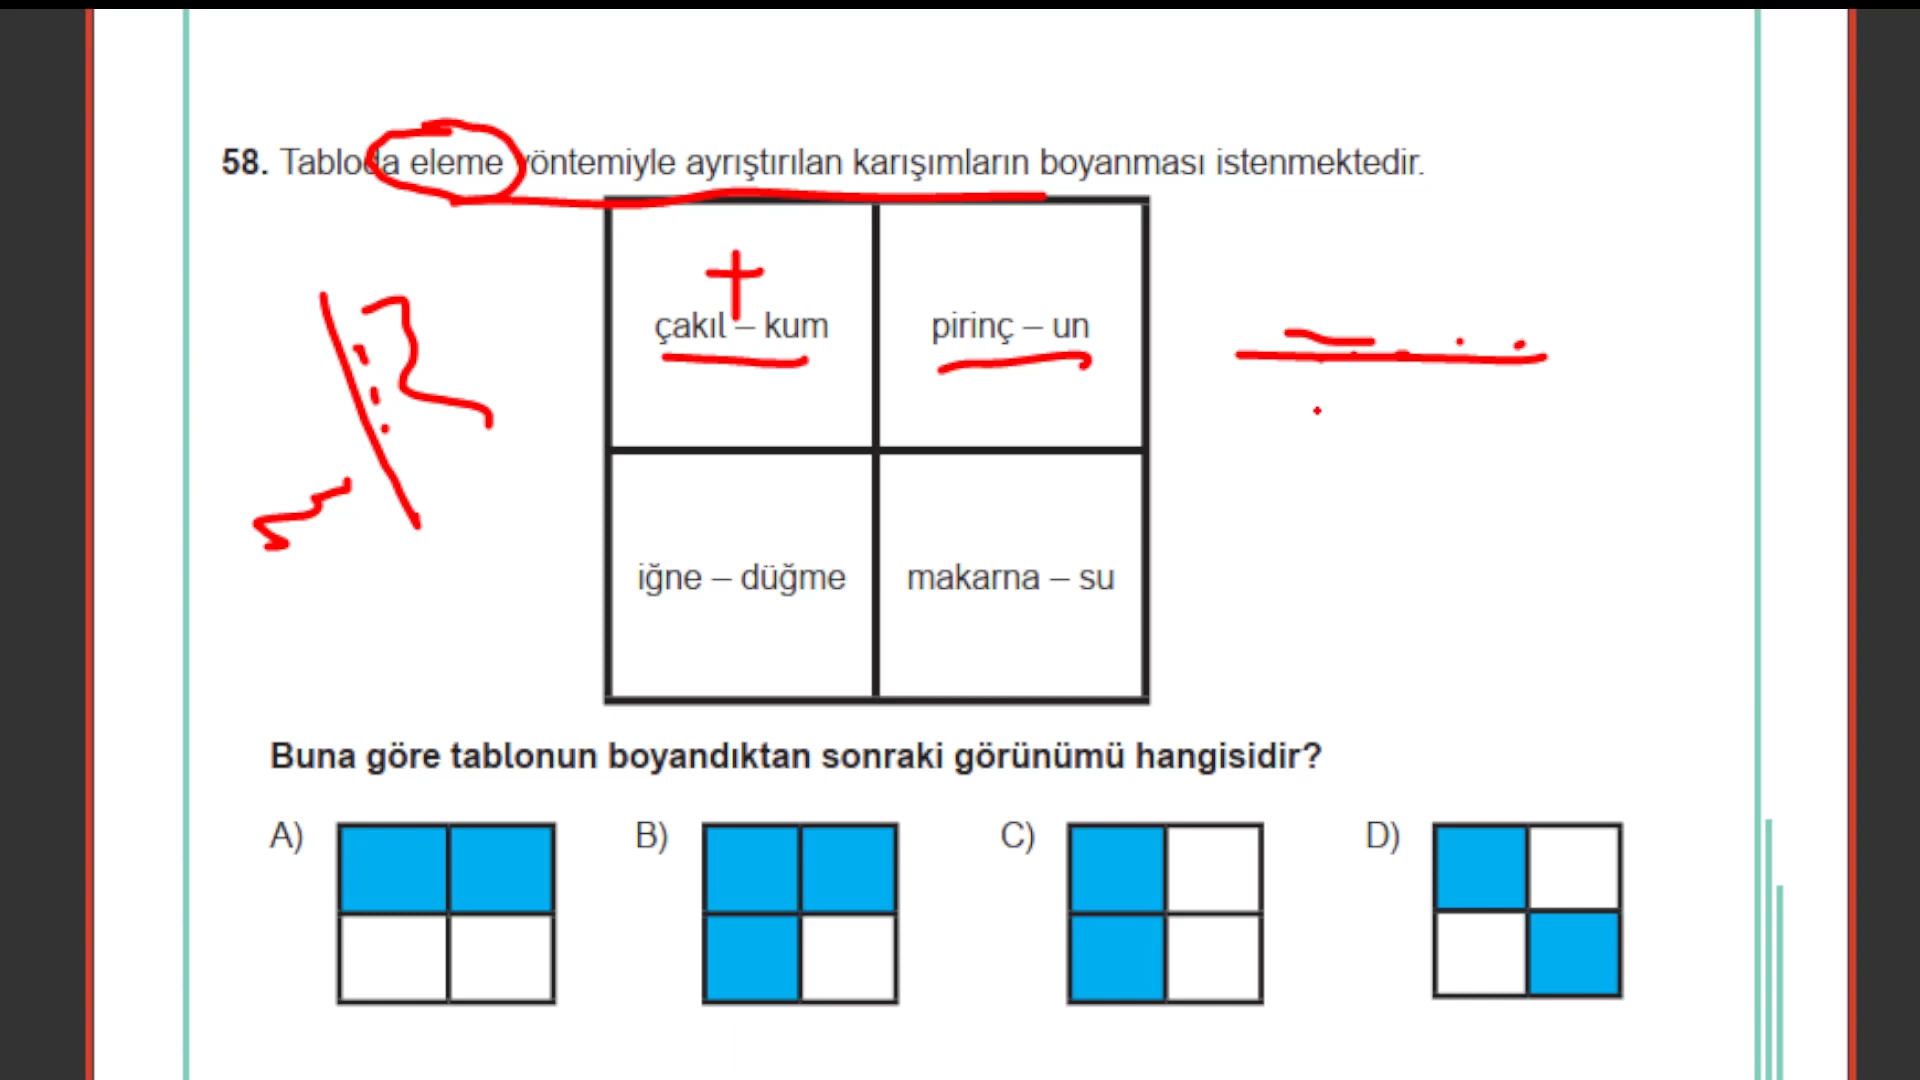 58. Tabloda eleme yöntemiyle ayrıştırılan karışımların boyanması istenmektedir.
çakıl – kum
pirinç – un
iğne – düğme
makarna – su
Buna göre tablonun boyandıktan sonraki görünümü hangisidir?
A)
B)
C)
D)